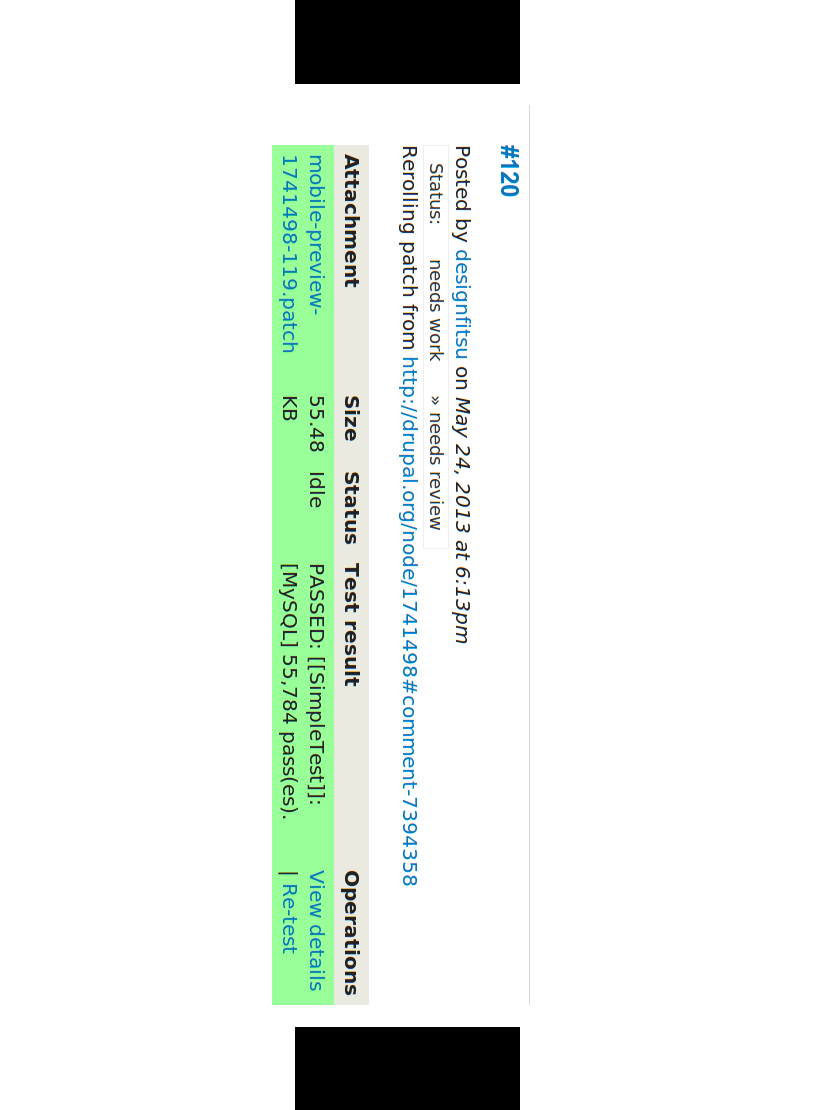 #120
Posted by designfitsu on May 24, 2013 at 6:13pm
Status: needs work » needs review
Rerolling patch from http://drupal.org/node/1741498#comment-7394358
Attachment Size Status Test result Operations
mobile-preview- 55.48 Idle PASSED: [[SimpleTest]]: View details
1741498-119.patch KB [MySQL] 55,784 pass(es). | Re-test